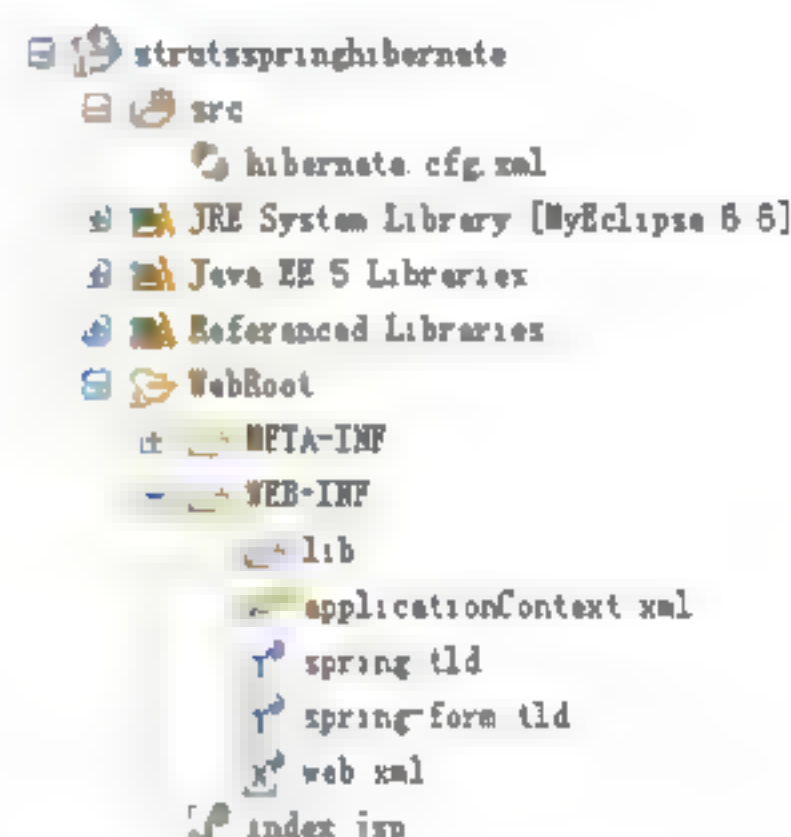 strutsspringhibernate
src
hibernate.cfg.xml
JRE System Library [MyEclipse 6.6]
Java EE 5 Libraries
Referenced Libraries
WebRoot
META-INF
WEB-INF
lib
applicationContext.xml
spring.tld
spring-form.tld
web.xml
index.jsp